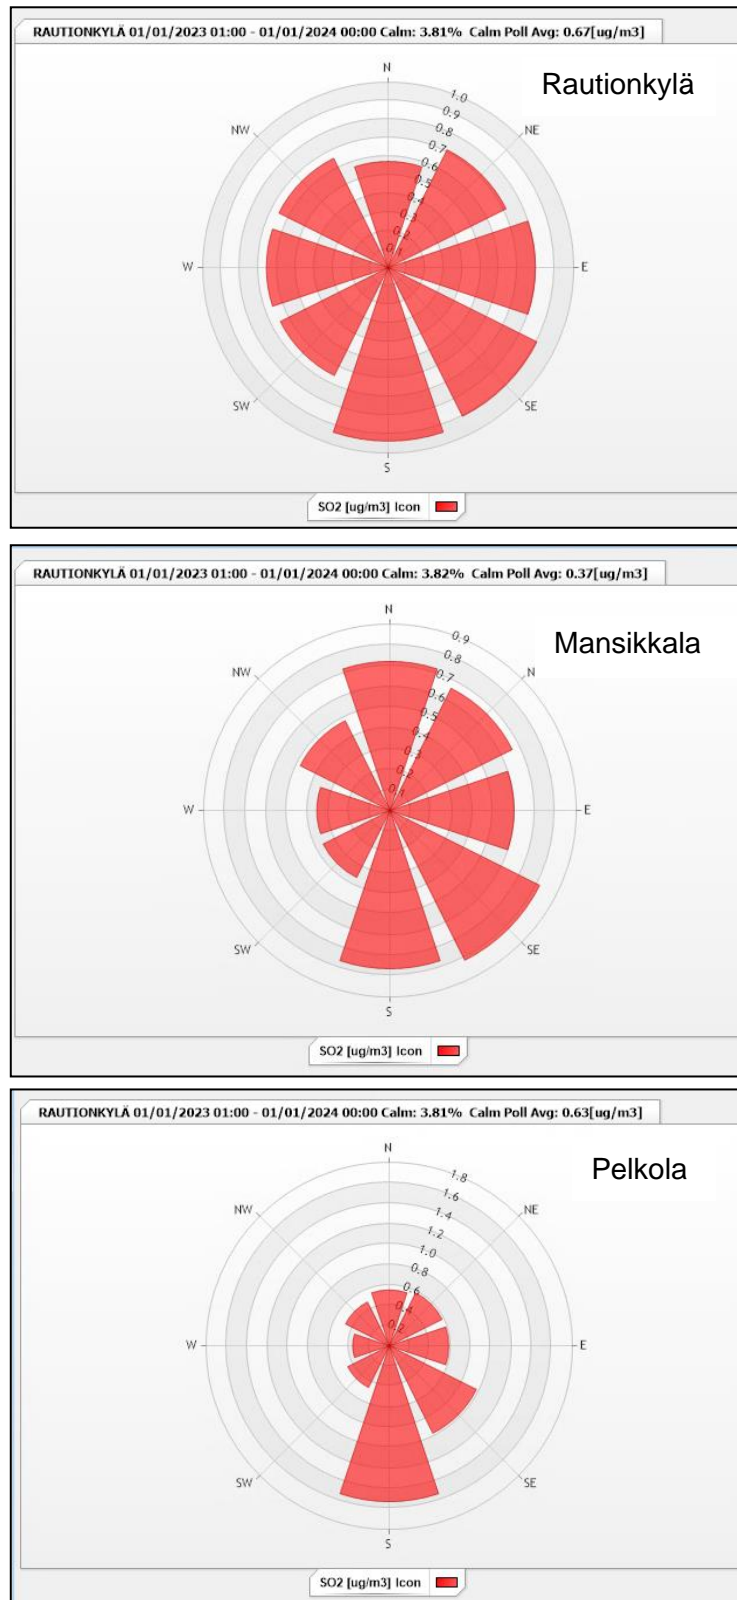 RAUTIONKYLÄ 01/01/2023 01:00 - 01/01/2024 00:00 Calm: 3.81% Calm Poll Avg: 0.67[ug/m3]
Rautionkylä
N
NE
E
SE
S
SW
W
NW
1.0
0.9
0.8
0.7
0.6
0.5
0.4
0.3
0.2
0.1
SO2 [ug/m3] Icon
RAUTIONKYLÄ 01/01/2023 01:00 - 01/01/2024 00:00 Calm: 3.82% Calm Poll Avg: 0.37[ug/m3]
Mansikkala
N
N
E
SE
S
SW
W
NW
0.9
0.8
0.7
0.6
0.5
0.4
0.3
0.2
0.1
SO2 [ug/m3] Icon
RAUTIONKYLÄ 01/01/2023 01:00 - 01/01/2024 00:00 Calm: 3.81% Calm Poll Avg: 0.63[ug/m3]
Pelkola
N
NE
E
SE
S
SW
W
NW
1.8
1.6
1.4
1.2
1.0
0.8
0.6
0.4
0.2
SO2 [ug/m3] Icon